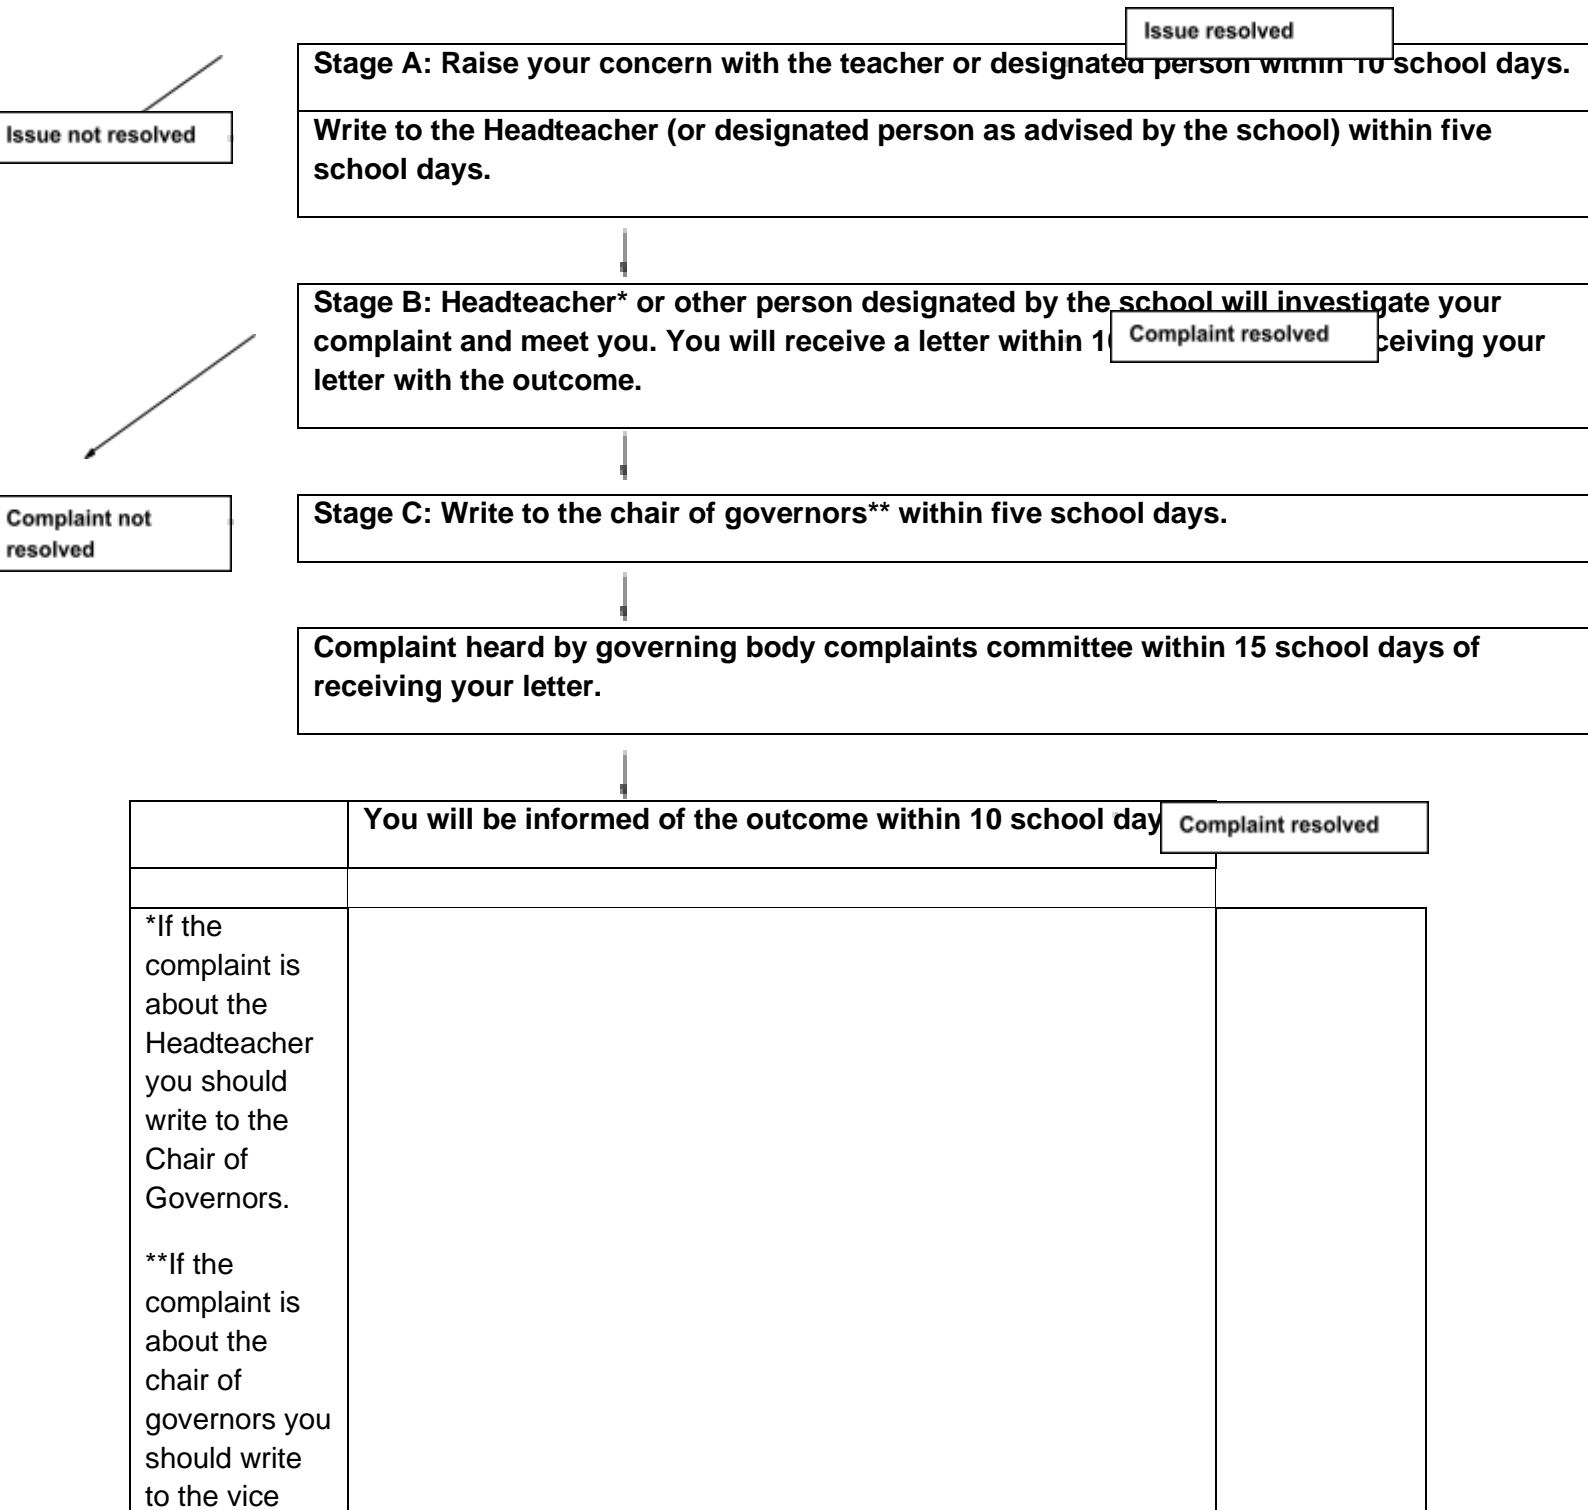 Issue resolved
Stage A: Raise your concern with the teacher or designated person within 10 school days.
Issue not resolved
Write to the Headteacher (or designated person as advised by the school) within five
school days.
Stage B: Headteacher* or other person designated by the school will investigate your
complaint and meet you. You will receive a letter within
Complaint resolved
your
letter with the outcome.
Complaint not
resolved
Stage C: Write to the chair of governors** within five school days.
Complaint heard by governing body complaints committee within 15 school days of
receiving your letter.
You will be informed of the outcome within 10 school
Complaint resolved
*If the
complaint is
about the
Headteacher
you should
write to the
Chair of
Governors.
**If the
complaint is
about the
chair of
governors you
should write
to the vice